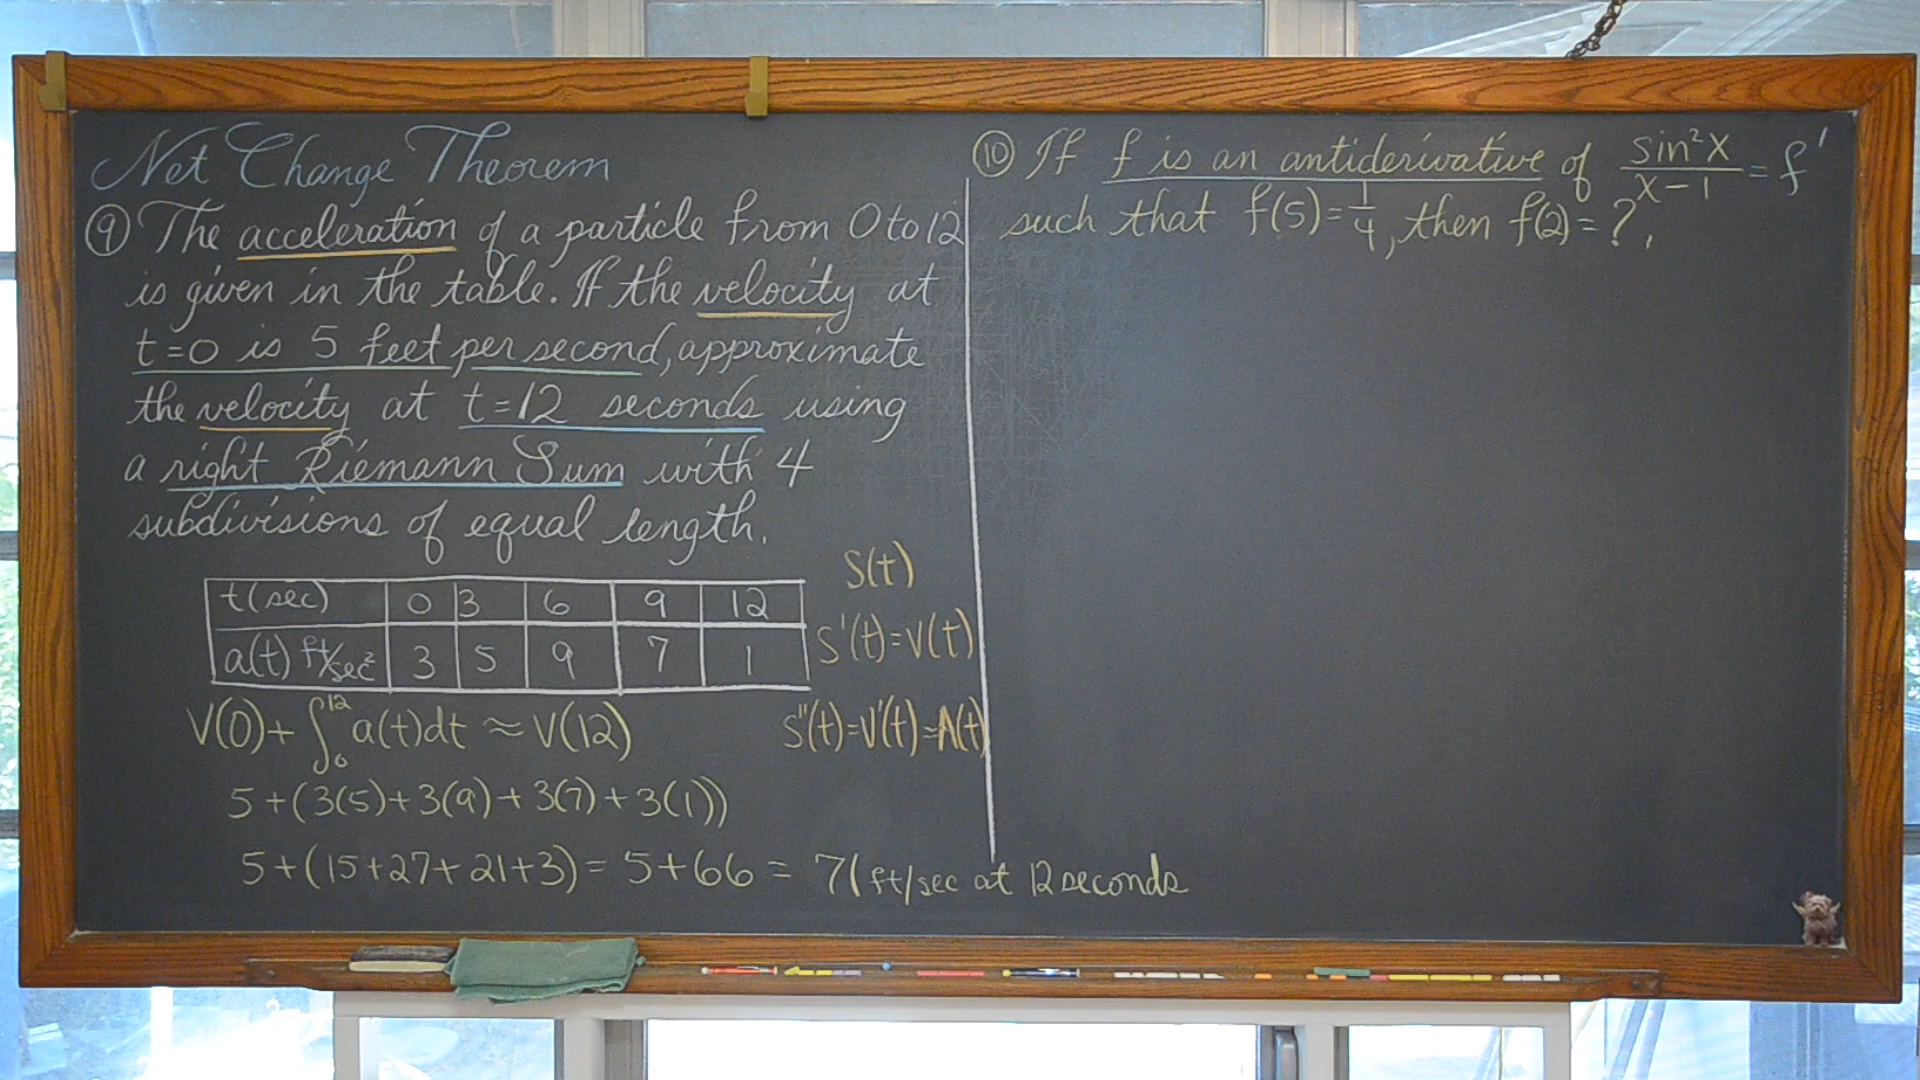 Net Change Theorem
⑨ The acceleration of a particle from 0 to 12
is given in the table. If the velocity at
t=0 is 5 feet per second, approximate
the velocity at t=12 seconds using
a right Riemann Sum with 4
subdivisions of equal length.
t(sec) 0 3 6 9 12
a(t) ft/sec² 3 5 9 7 1
S(t)
S'(t)=V(t)
S''(t)=V'(t)=A(t)
V(0)+∫₀¹² a(t)dt ≈ V(12)
5+(3(5)+3(9)+3(7)+3(1))
5+(15+27+21+3)=5+66= 71 ft/sec at 12 seconds
⑩ If f is an antiderivative of sin²x/(x-1) = f'
such that f(5)=1/4, then f(2)=?.